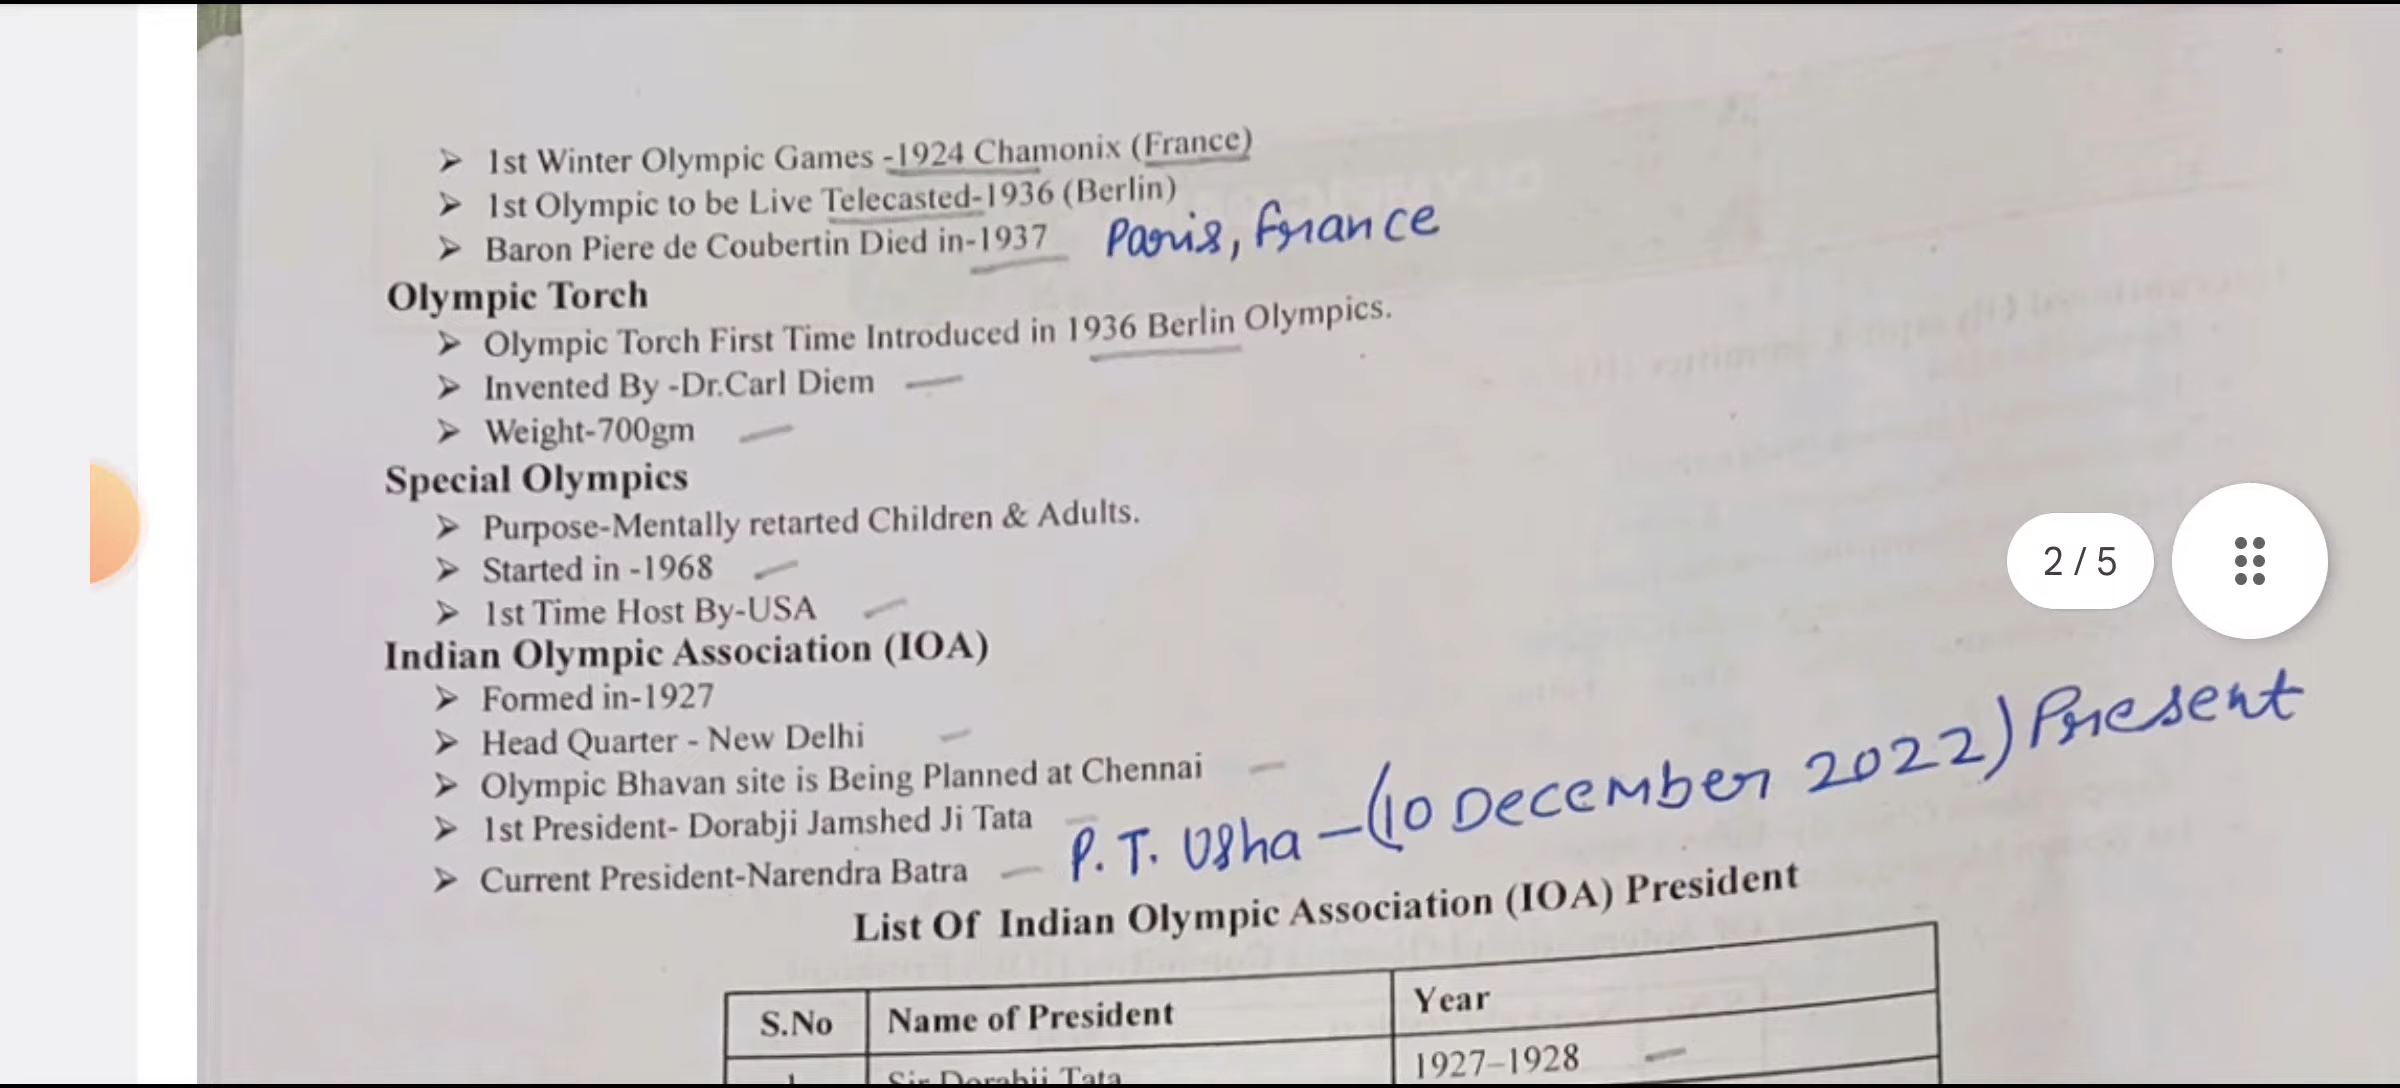 ➢ 1st Winter Olympic Games -1924 Chamonix (France)
➢ 1st Olympic to be Live Telecasted-1936 (Berlin)
➢ Baron Piere de Coubertin Died in-1937 Paris, France
Olympic Torch
➢ Olympic Torch First Time Introduced in 1936 Berlin Olympics.
➢ Invented By -Dr.Carl Diem
➢ Weight-700gm
Special Olympics
➢ Purpose-Mentally retarted Children & Adults.
➢ Started in -1968
➢ 1st Time Host By-USA
2 / 5
Indian Olympic Association (IOA)
➢ Formed in-1927
➢ Head Quarter - New Delhi
➢ Olympic Bhavan site is Being Planned at Chennai
➢ 1st President- Dorabji Jamshed Ji Tata
➢ Current President-Narendra Batra P.T. Usha – (10 December 2022) Present
List Of Indian Olympic Association (IOA) President
S.No Name of President Year
1 Sir Dorabji Tata 1927–1928